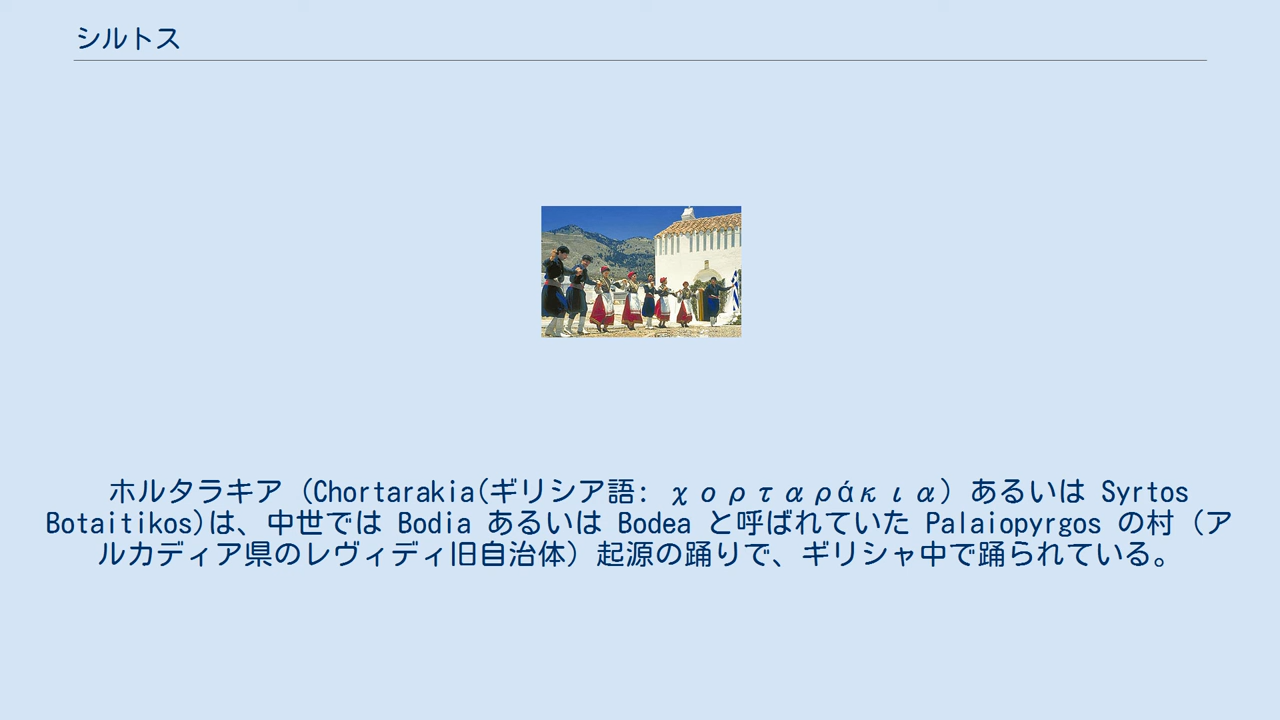 シルトス
ホルタラキア (Chortarakia(ギリシア語: χορταράκια) あるいは Syrtos
Botaitikos)は、中世では Bodia あるいは Bodea と呼ばれていた Palaiopyrgos の村 (ア
ルカディア県のレヴィディ旧自治体) 起源の踊りで、ギリシャ中で踊られている。